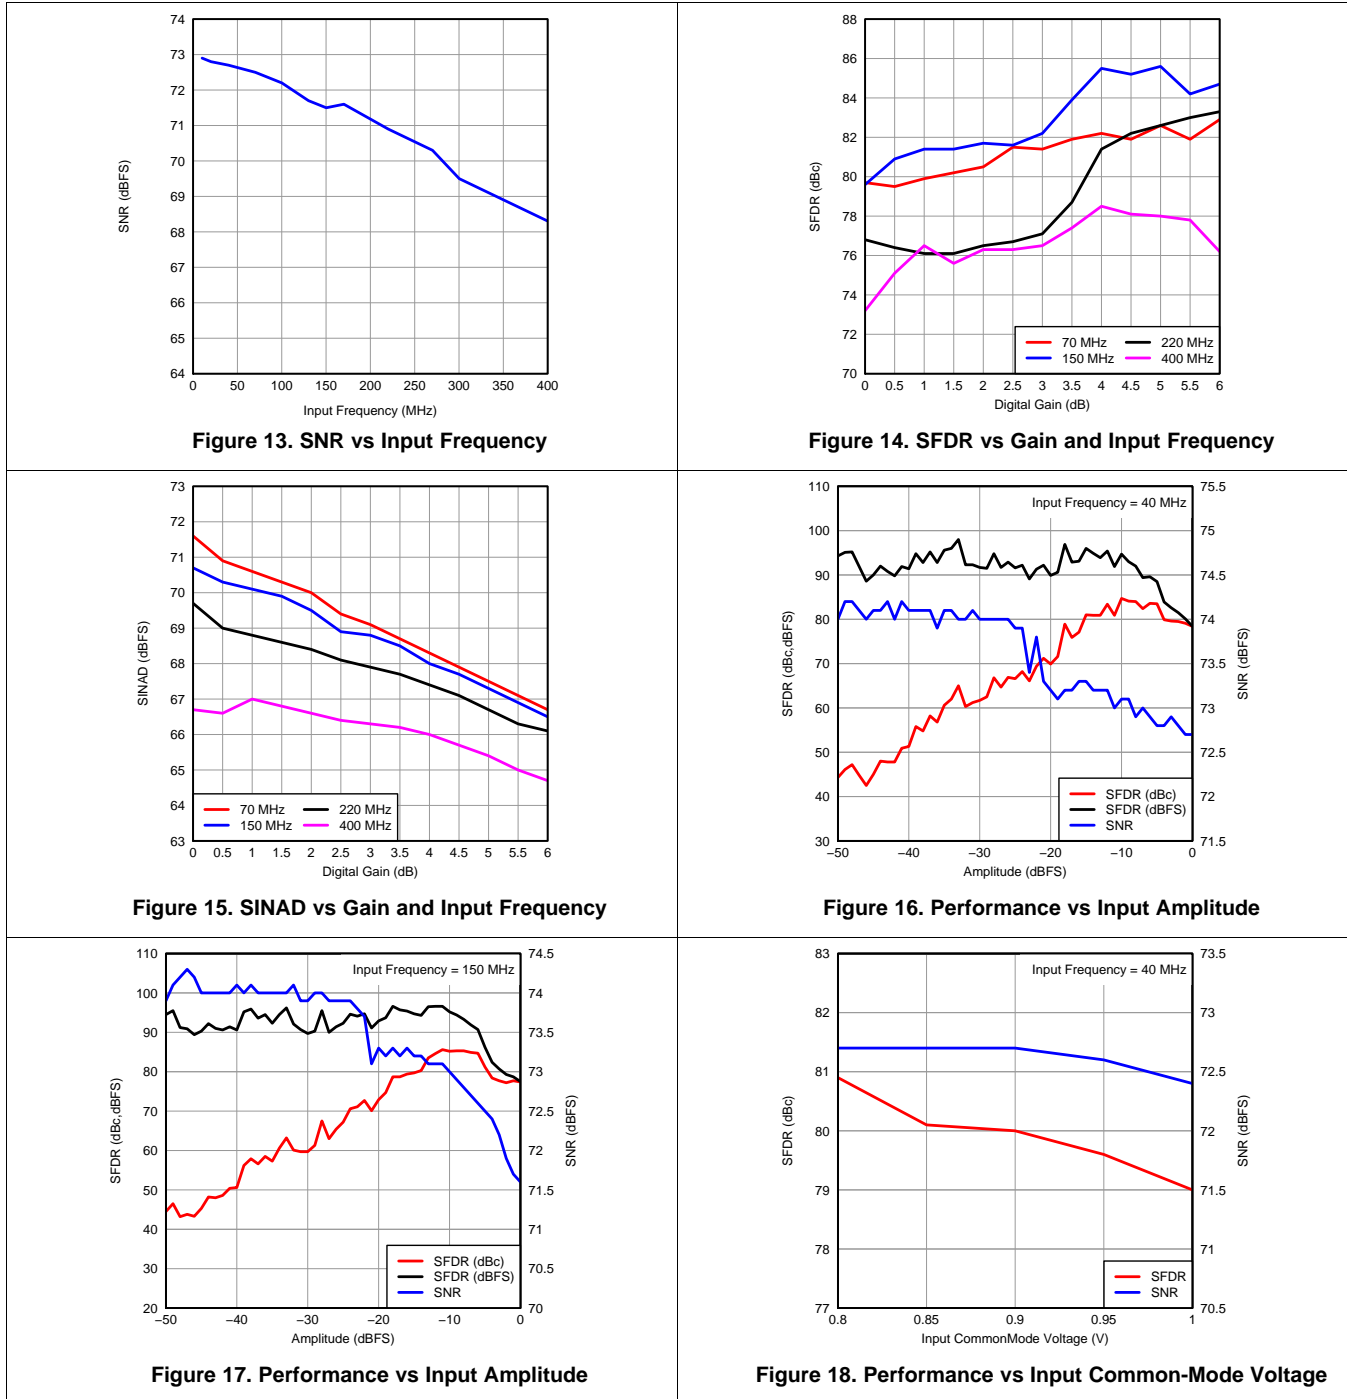 74
73
72
71
70
69
68
67
66
65
64
0 50 100 150 200 250 300 350 400
SNR (dBFS)
Input Frequency (MHz)
Figure 13. SNR vs Input Frequency
88
86
84
82
80
78
76
74
72
70
0 0.5 1 1.5 2 2.5 3 3.5 4 4.5 5 5.5 6
SFDR (dBc)
Digital Gain (dB)
70 MHz 220 MHz
150 MHz 400 MHz
Figure 14. SFDR vs Gain and Input Frequency
73
72
71
70
69
68
67
66
65
64
63
0 0.5 1 1.5 2 2.5 3 3.5 4 4.5 5 5.5 6
SINAD (dBFS)
Digital Gain (dB)
70 MHz 220 MHz
150 MHz 400 MHz
Figure 15. SINAD vs Gain and Input Frequency
Input Frequency = 40 MHz
110
100
90
80
70
60
50
40
30
75.5
75
74.5
74
73.5
73
72.5
72
71.5
−50 −40 −30 −20 −10 0
SFDR (dBc,dBFS)
SNR (dBFS)
Amplitude (dBFS)
SFDR (dBc)
SFDR (dBFS)
SNR
Figure 16. Performance vs Input Amplitude
Input Frequency = 150 MHz
110
100
90
80
70
60
50
40
30
20
74.5
74
73.5
73
72.5
72
71.5
71
70.5
70
−50 −40 −30 −20 −10 0
SFDR (dBc,dBFS)
SNR (dBFS)
Amplitude (dBFS)
SFDR (dBc)
SFDR (dBFS)
SNR
Figure 17. Performance vs Input Amplitude
Input Frequency = 40 MHz
83
82
81
80
79
78
77
73.5
73
72.5
72
71.5
71
70.5
0.8 0.85 0.9 0.95 1
SFDR (dBc)
SNR (dBFS)
Input CommonMode Voltage (V)
SFDR
SNR
Figure 18. Performance vs Input Common-Mode Voltage